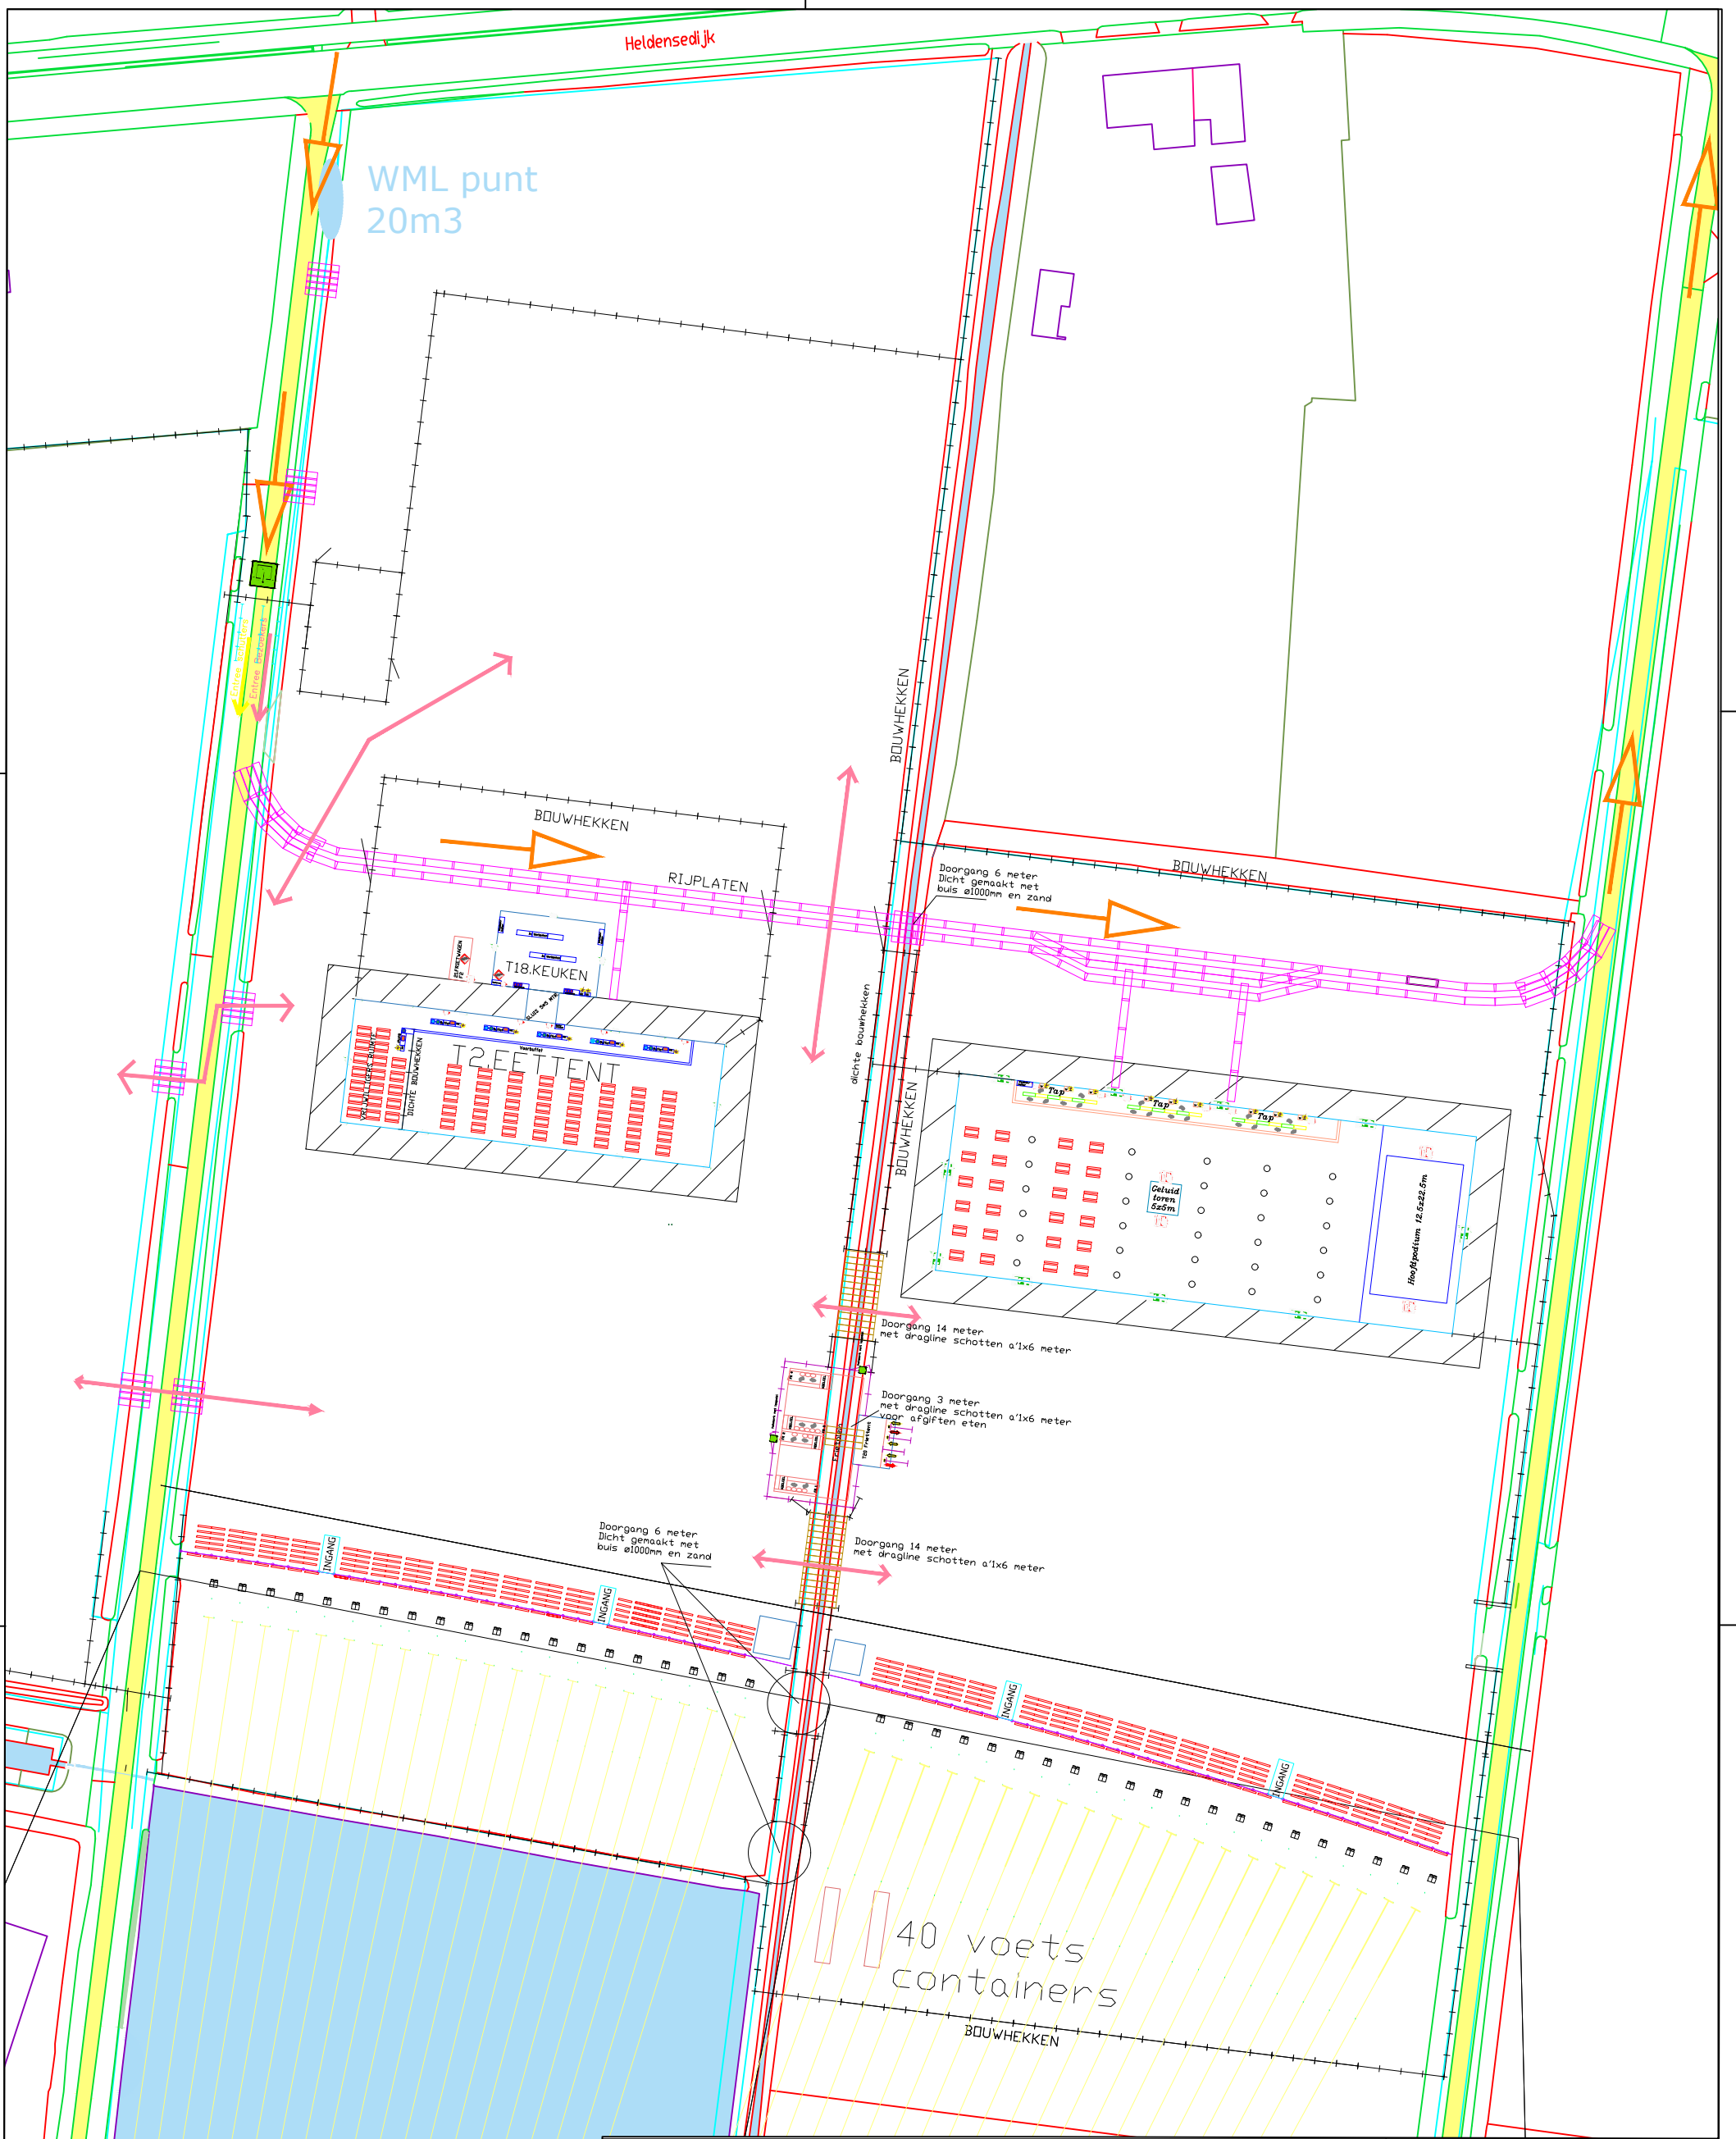 Heldensedijk
WML punt
20m3
Entree Bezoekers
BOUWHEKKEN
BOUWHEKKEN
RIJPLATEN
BOUWHEKKEN
Doorgang 6 meter
Dicht gemaakt met
buis ø1000mm en zand
T18.KEUKEN
T2.EETTENT
DICHTE BOUWHEKKEN
dichte bouwhekken
BOUWHEKKEN
Tap
Tap
Tap
Geluid
toren
5x5m
Hoofdpodium 12.5x22.5m
Doorgang 14 meter
met dragline schotten a'1x6 meter
Doorgang 3 meter
met dragline schotten a'1x6 meter
voor afgiften eten
Doorgang 6 meter
Dicht gemaakt met
buis ø1000mm en zand
Doorgang 14 meter
met dragline schotten a'1x6 meter
INGANG
INGANG
INGANG
INGANG
40 voets
containers
BOUWHEKKEN